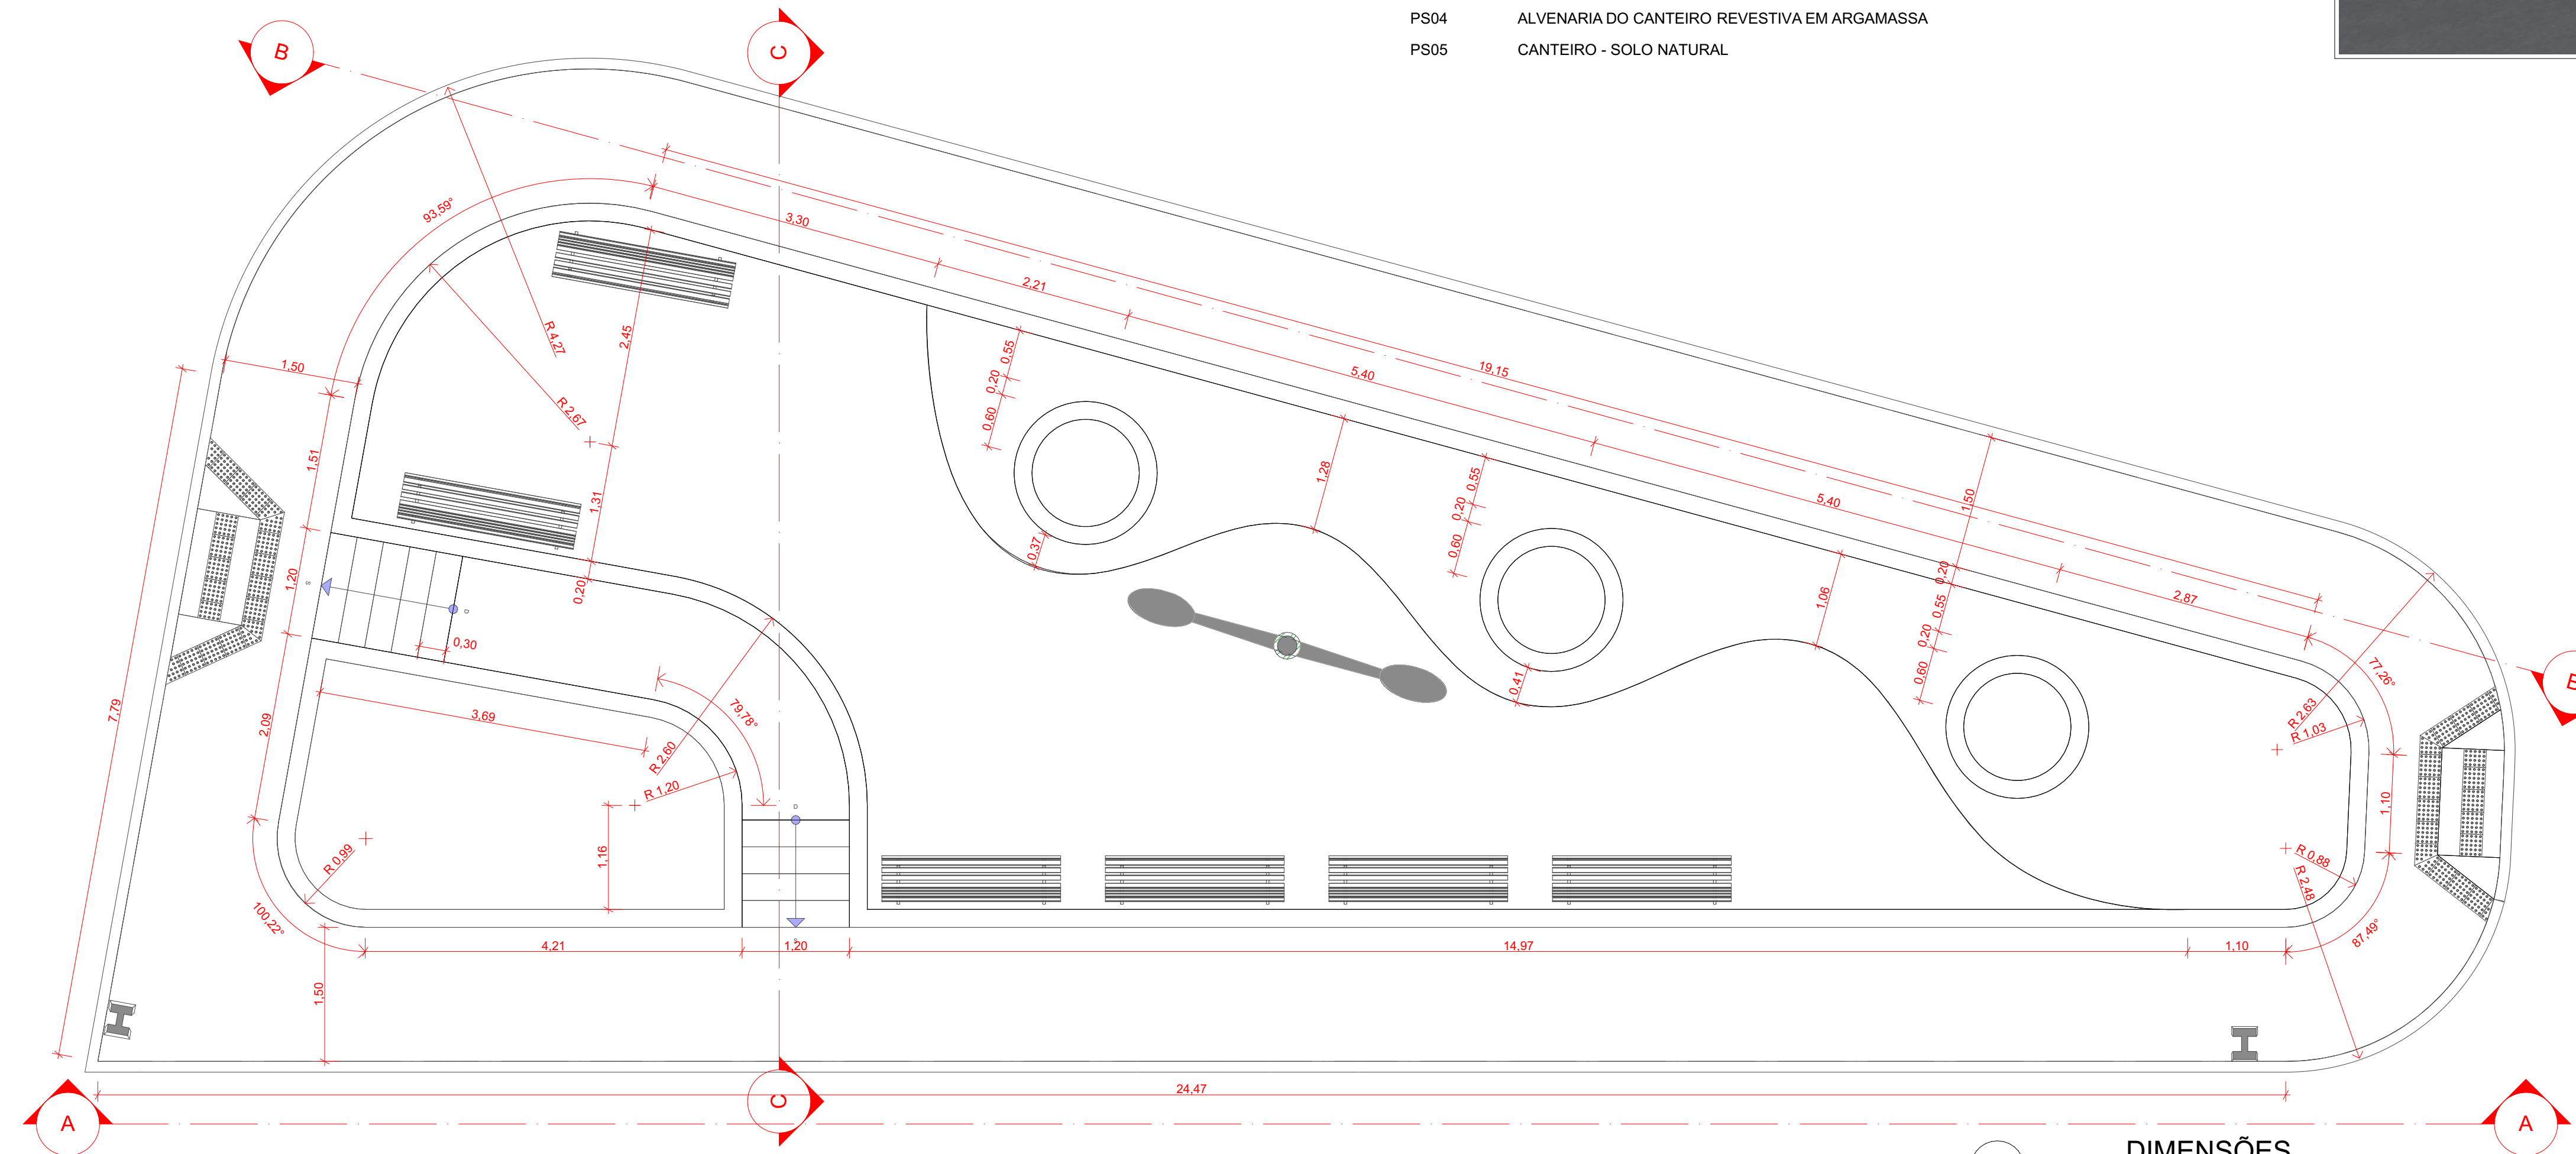 PS04 ALVENARIA DO CANTEIRO REVESTIVA EM ARGAMASSA
PS05 CANTEIRO - SOLO NATURAL
B
C
93,59°
3,30
2,21
R 4,27
2,45
1,50
0,55
0,20
0,60
5,40
19,15
R 2,67
1,28
1,51
1,31
0,55
0,20
0,60
5,40
1,50
0,37
1,20
0,20
0,30
0,20
0,55
0,20
0,60
1,06
2,87
77,26°
B
7,79
2,09
3,69
79,78°
R 2,60
R 1,20
0,41
R 2,63
R 1,03
1,10
D
1,16
R 0,99
100,22°
R 0,88
R 2,48
87,49°
4,21
1,20
14,97
1,10
1,50
24,47
A
C
A
DIMENSÕES